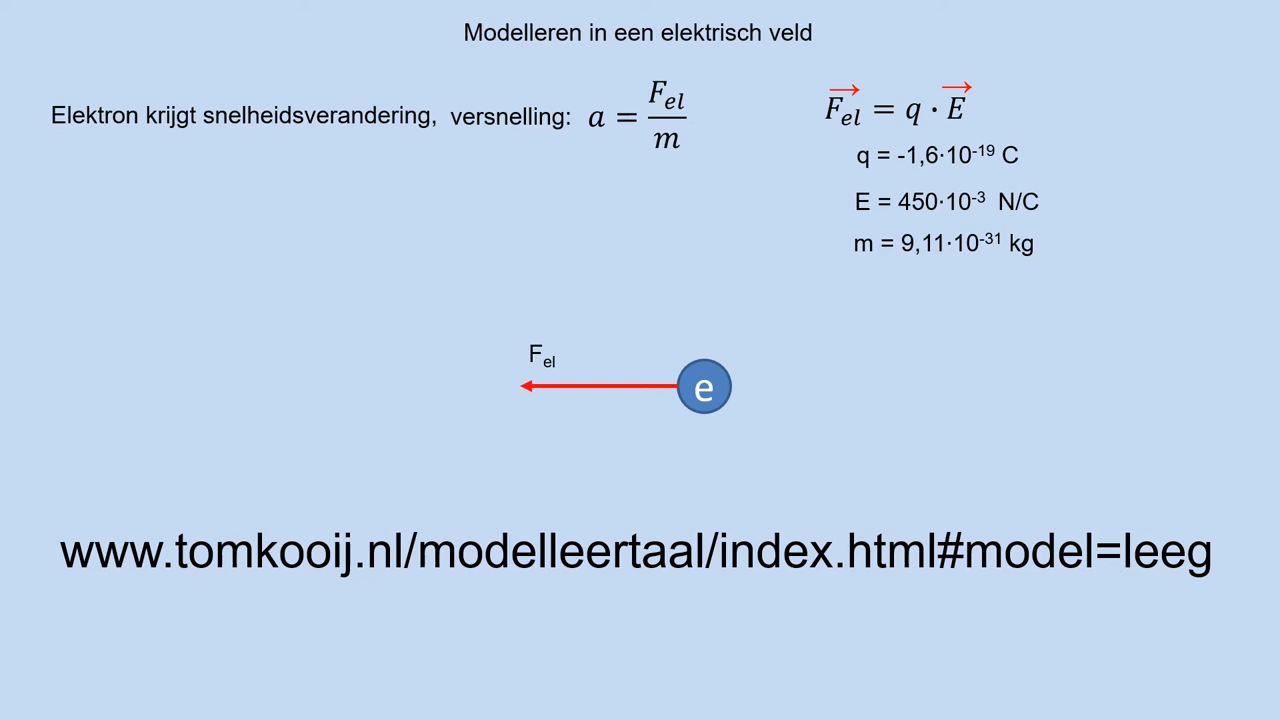 Modelleren in een elektrisch veld
Elektron krijgt snelheidsverandering, versnelling: a = F_el / m
F_el = q · E
q = -1,6·10⁻¹⁹ C
E = 450·10⁻³ N/C
m = 9,11·10⁻³¹ kg
F_el
e
www.tomkooij.nl/modelleertaal/index.html#model=leeg